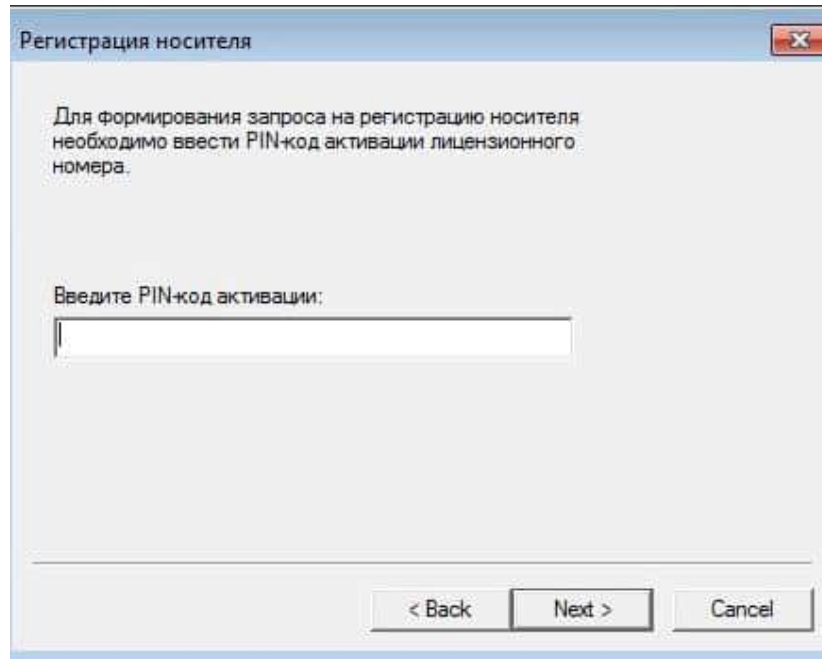 Регистрация носителя
Для формирования запроса на регистрацию носителя
необходимо ввести PIN-код активации лицензионного
номера.
Введите PIN-код активации:
< Back
Next >
Cancel